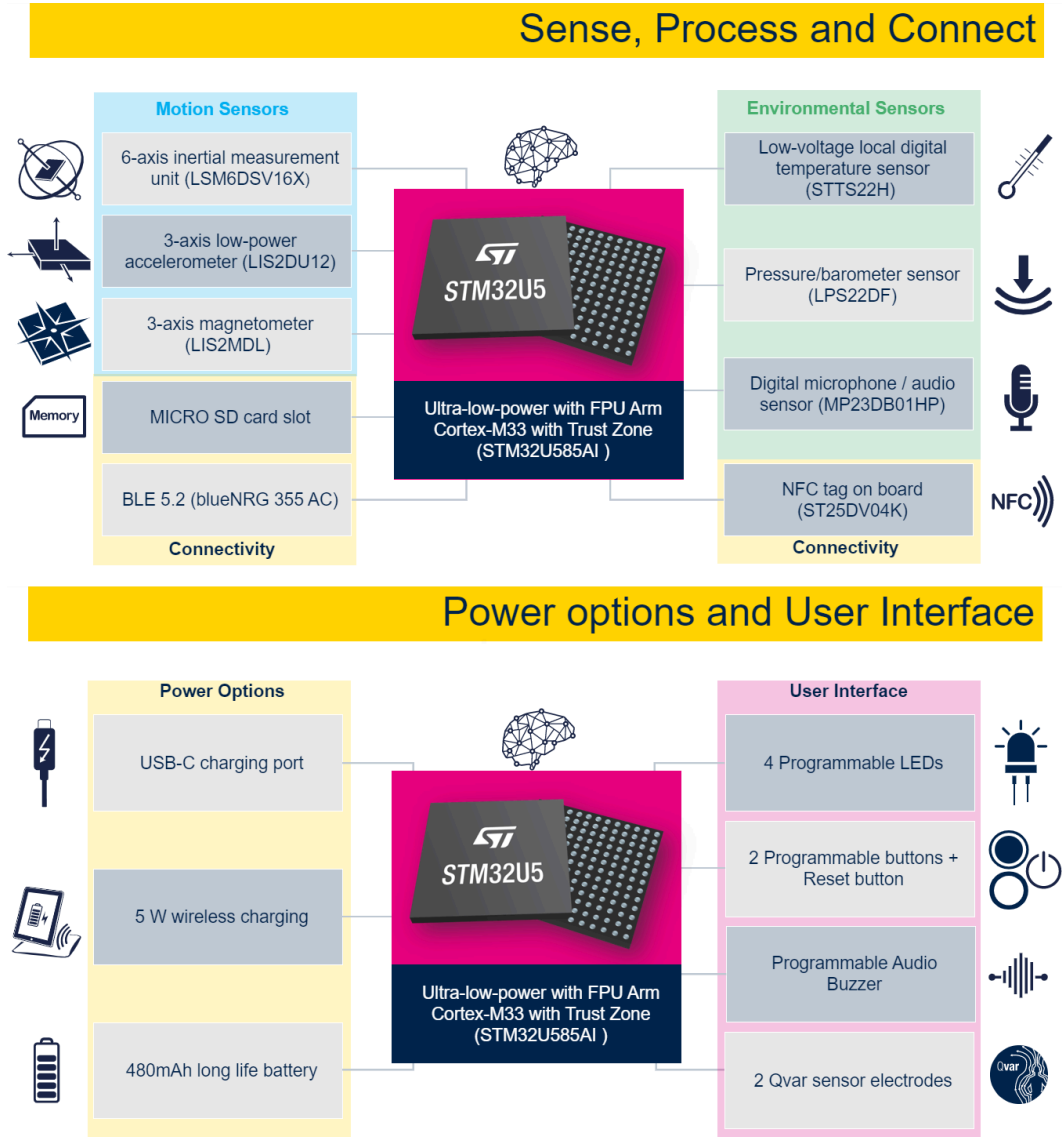 Sense, Process and Connect
Motion Sensors
6-axis inertial measurement
unit (LSM6DSV16X)
3-axis low-power
accelerometer (LIS2DU12)
3-axis magnetometer
(LIS2MDL)
Memory
MICRO SD card slot
BLE 5.2 (blueNRG 355 AC)
Connectivity
STM32U5
Ultra-low-power with FPU Arm
Cortex-M33 with Trust Zone
(STM32U585AI )
Environmental Sensors
Low-voltage local digital
temperature sensor
(STTS22H)
Pressure/barometer sensor
(LPS22DF)
Digital microphone / audio
sensor (MP23DB01HP)
NFC tag on board
(ST25DV04K)
NFC
Connectivity
Power options and User Interface
Power Options
USB-C charging port
5 W wireless charging
480mAh long life battery
STM32U5
Ultra-low-power with FPU Arm
Cortex-M33 with Trust Zone
(STM32U585AI )
User Interface
4 Programmable LEDs
2 Programmable buttons +
Reset button
Programmable Audio
Buzzer
2 Qvar sensor electrodes
Qvar